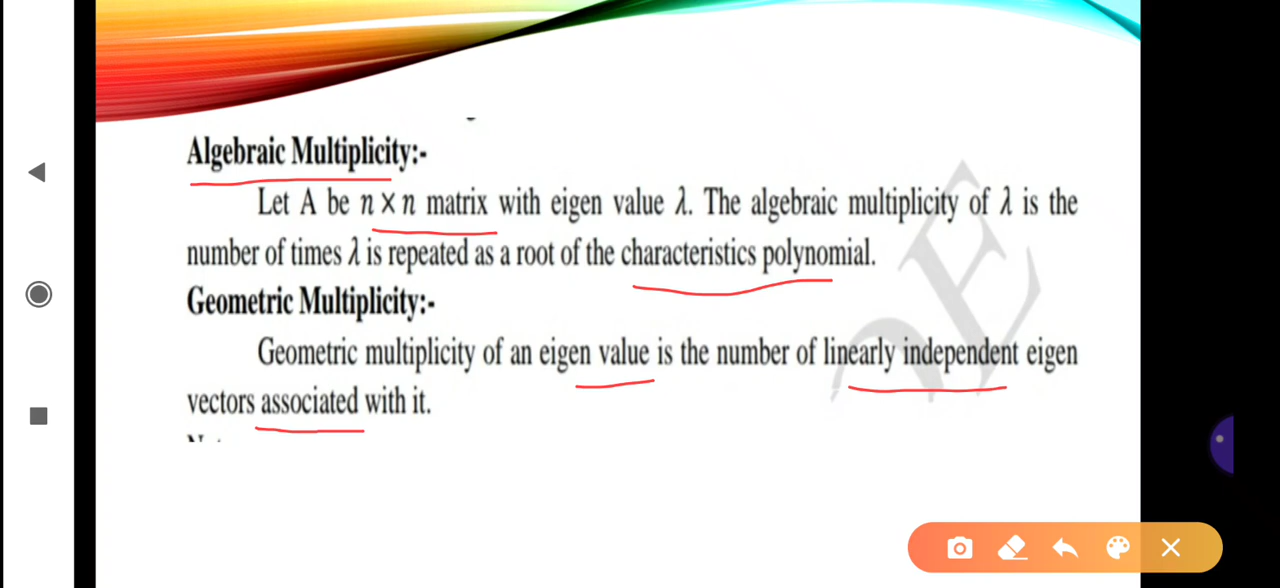 Algebraic Multiplicity:-
Let A be n × n matrix with eigen value λ. The algebraic multiplicity of λ is the
number of times λ is repeated as a root of the characteristics polynomial.
Geometric Multiplicity:-
Geometric multiplicity of an eigen value is the number of linearly independent eigen
vectors associated with it.